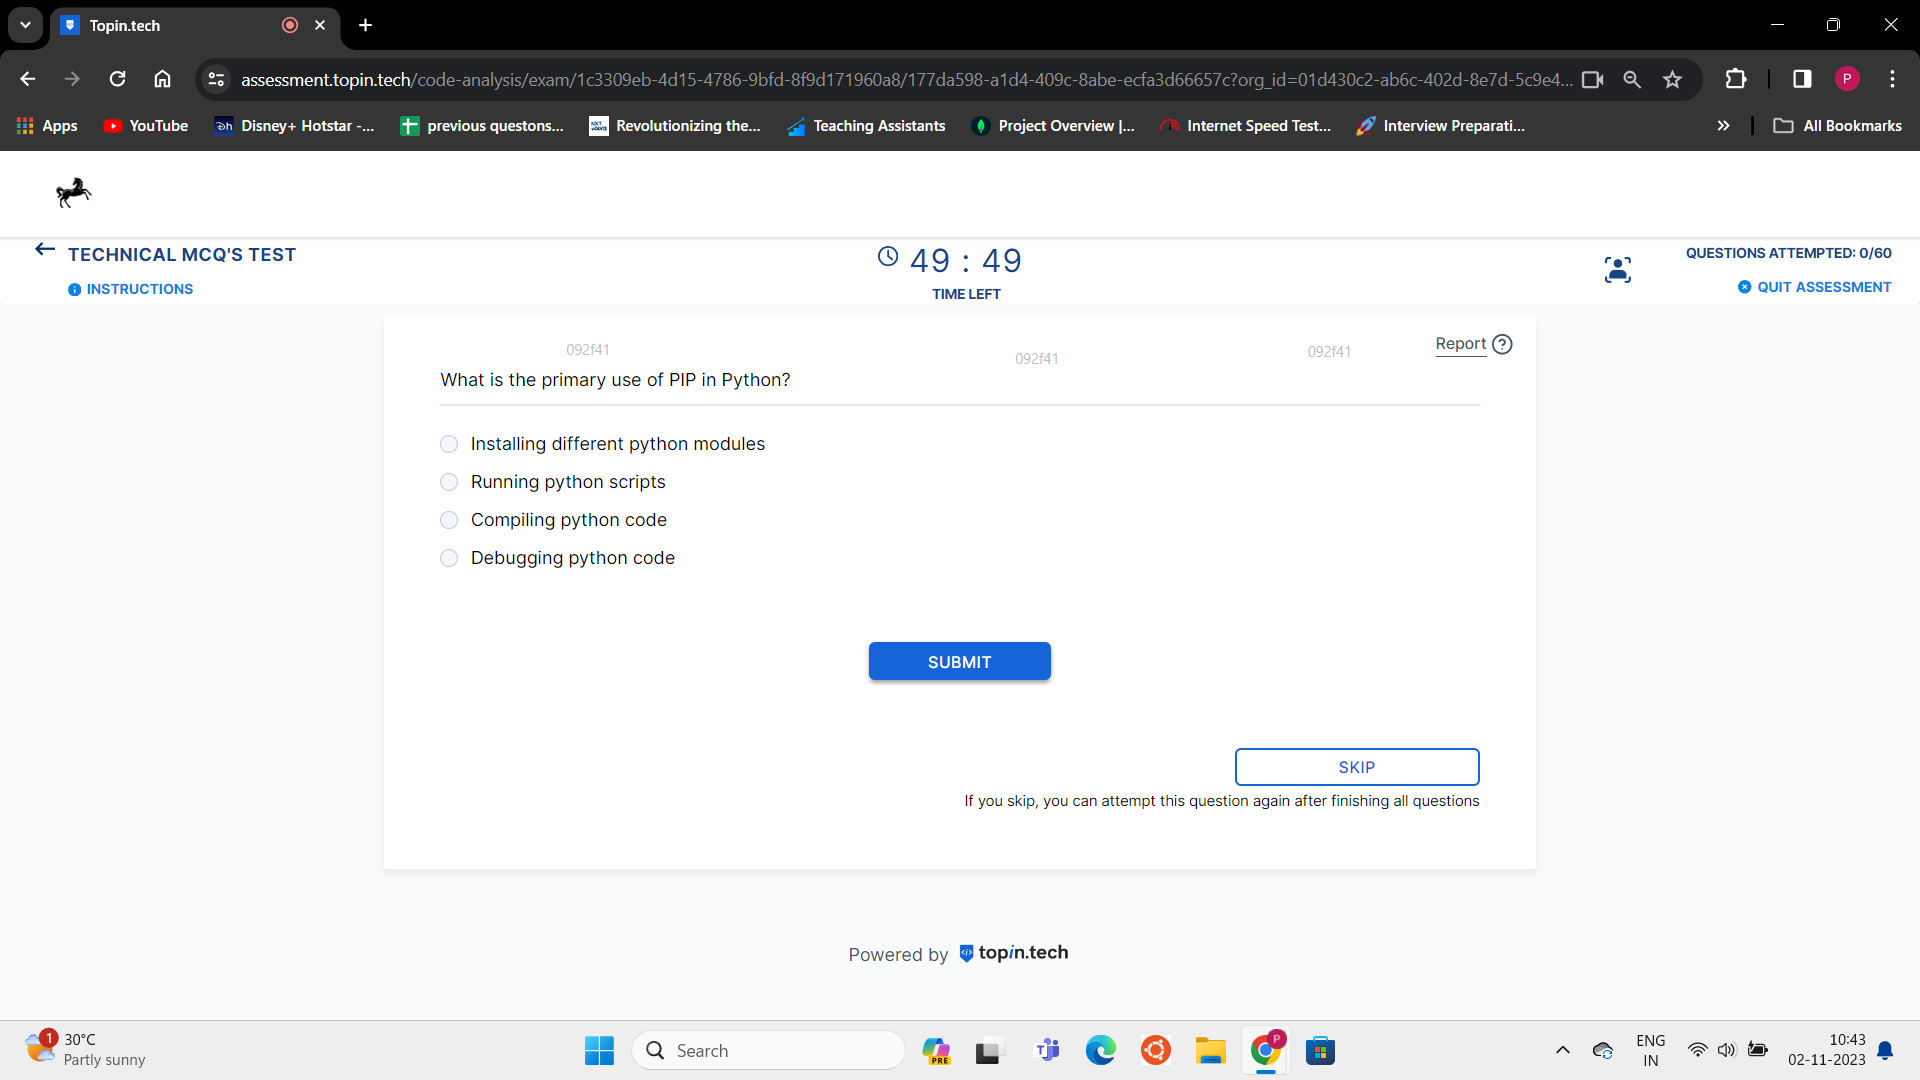 Topin.tech
assessment.topin.tech/code-analysis/exam/1c3309eb-4d15-4786-9bfd-8f9d171960a8/177da598-a1d4-409c-8abe-ecfa3d66657c?org_id=01d430c2-ab6c-402d-8e7d-5c9e4...
P
Apps YouTube Disney+ Hotstar -... previous questons... Revolutionizing the... Teaching Assistants Project Overview |... Internet Speed Test... Interview Preparati... » All Bookmarks
TECHNICAL MCQ'S TEST
INSTRUCTIONS
49 : 49
TIME LEFT
QUESTIONS ATTEMPTED: 0/60
QUIT ASSESSMENT
092f41 092f41 092f41
Report
What is the primary use of PIP in Python?
Installing different python modules
Running python scripts
Compiling python code
Debugging python code
SUBMIT
SKIP
If you skip, you can attempt this question again after finishing all questions
Powered by topin.tech
1
30°C
Partly sunny
Search
PRE
P
ENG
IN
10:43
02-11-2023